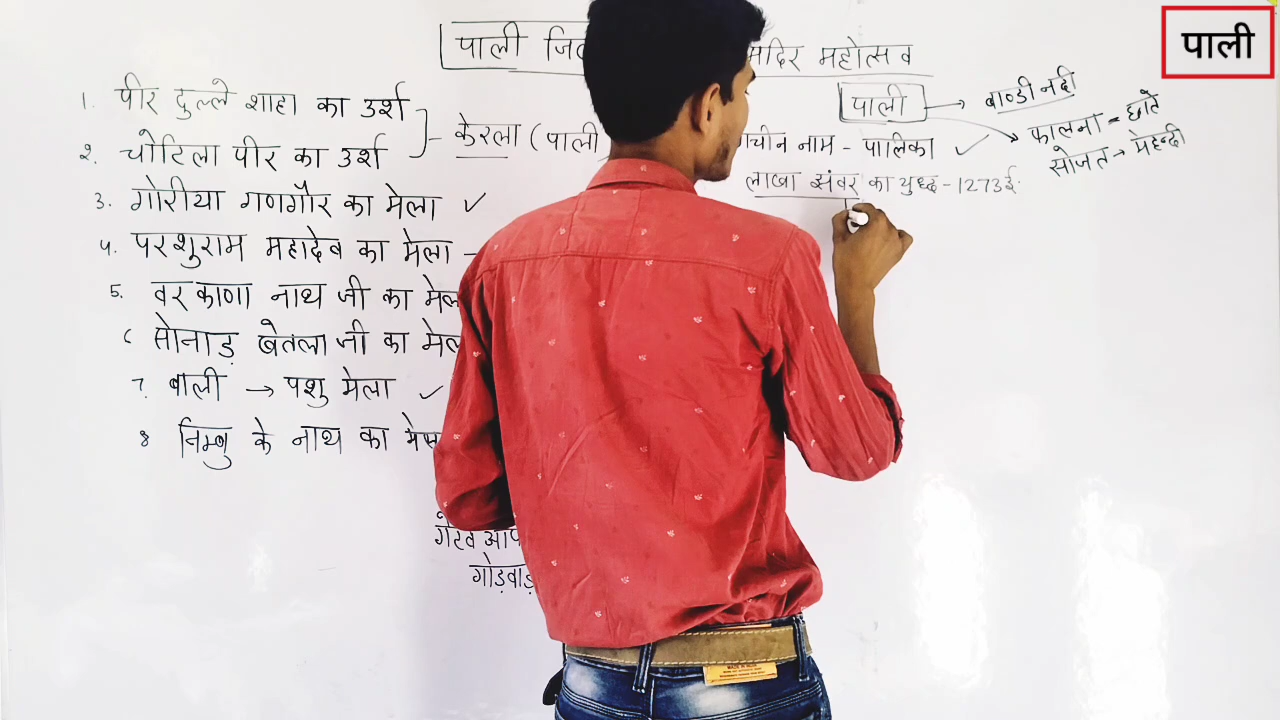 पाली
पाली जिल
मंदिर महोत्सव
1. पीर दुल्ले शाहा का उर्श
2. चोटिला पीर का उर्श
केरला (पाली
3. गोरीया गणगौर का मेला ✓
4. परशुराम महादेव का मेला -
5. वरकाणा नाथ जी का मेल
6 सोनाड़ खेतला जी का मेल
7. बाली → पशु मेला ✓
8 निम्बु के नाथ का मे
गोड़वाड़
पाली → बाण्डी नदी
फालना = छाते
सोजत → मेहन्दी
ाचीन नाम - पालिका ✓
लाखा झंवर का युध्द - 1273 ई.